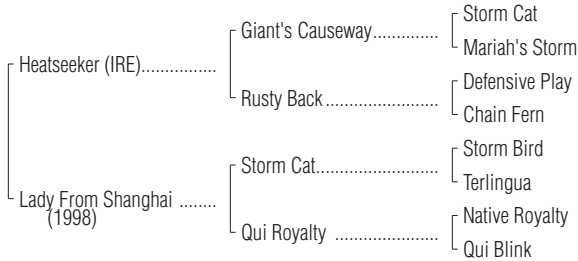 Storm Cat
Giant's Causeway..............
Mariah's Storm
Heatseeker (IRE)................
Defensive Play
Rusty Back ........................
Chain Fern
Storm Bird
Storm Cat..........................
Terlingua
Lady From Shanghai ........
(1998)
Native Royalty
Qui Royalty ......................
Qui Blink